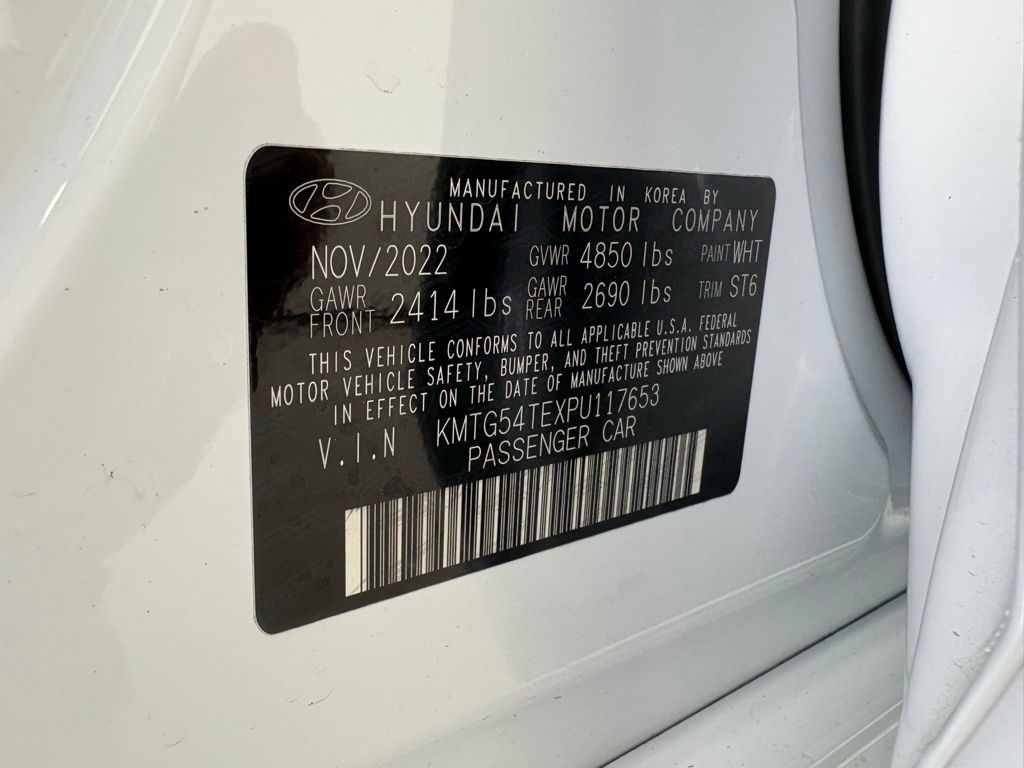 MANUFACTURED IN KOREA BY
HYUNDAI MOTOR COMPANY
NOV/2022 GVWR 4850 lbs PAINT WHT
GAWR FRONT 2414 lbs GAWR REAR 2690 lbs TRIM ST6
THIS VEHICLE CONFORMS TO ALL APPLICABLE U.S.A. FEDERAL
MOTOR VEHICLE SAFETY, BUMPER, AND THEFT PREVENTION STANDARDS
IN EFFECT ON THE DATE OF MANUFACTURE SHOWN ABOVE
V.I.N KMTG54TEXPU117653
PASSENGER CAR